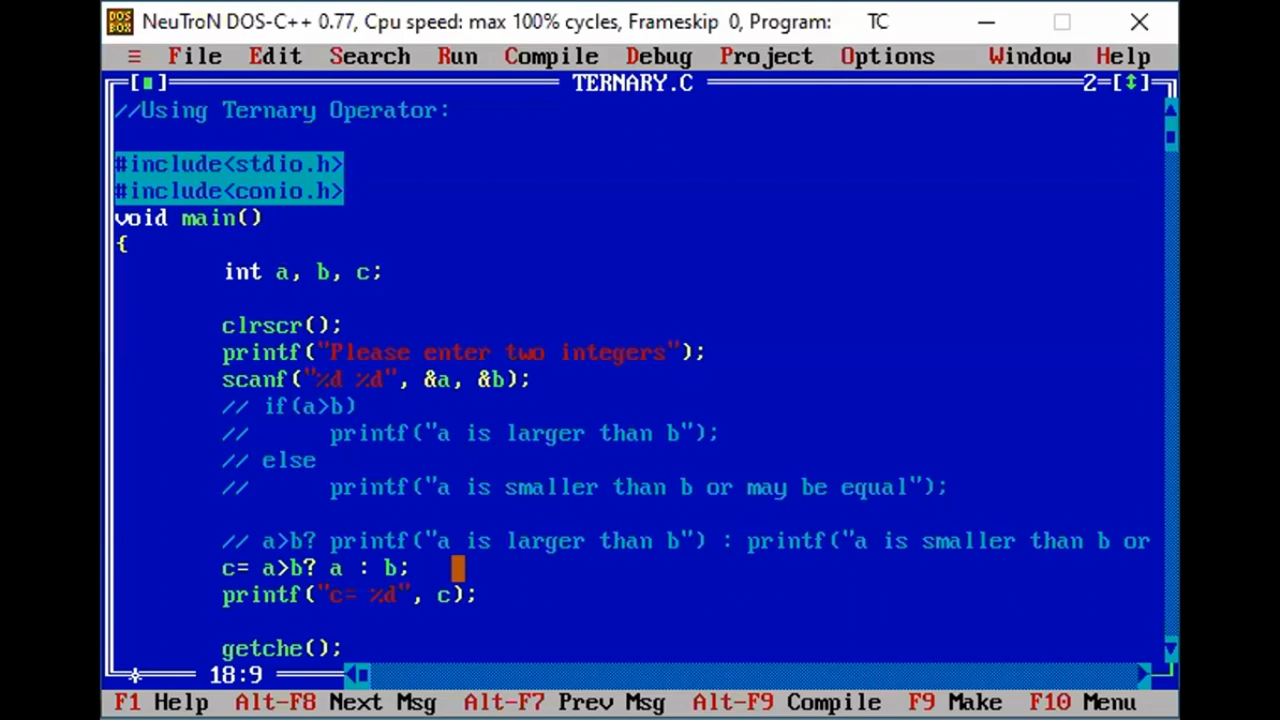 NeuTroN DOS-C++ 0.77, Cpu speed: max 100% cycles, Frameskip 0, Program: TC
≡ File Edit Search Run Compile Debug Project Options Window Help
TERNARY.C 2=[↕]
//Using Ternary Operator:
#include<stdio.h>
#include<conio.h>
void main()
{
int a, b, c;
clrscr();
printf("Please enter two integers");
scanf("%d %d", &a, &b);
// if(a>b)
// printf("a is larger than b");
// else
// printf("a is smaller than b or may be equal");
// a>b? printf("a is larger than b") : printf("a is smaller than b or
c= a>b? a : b;
printf("c= %d", c);
getche();
18:9
F1 Help Alt-F8 Next Msg Alt-F7 Prev Msg Alt-F9 Compile F9 Make F10 Menu